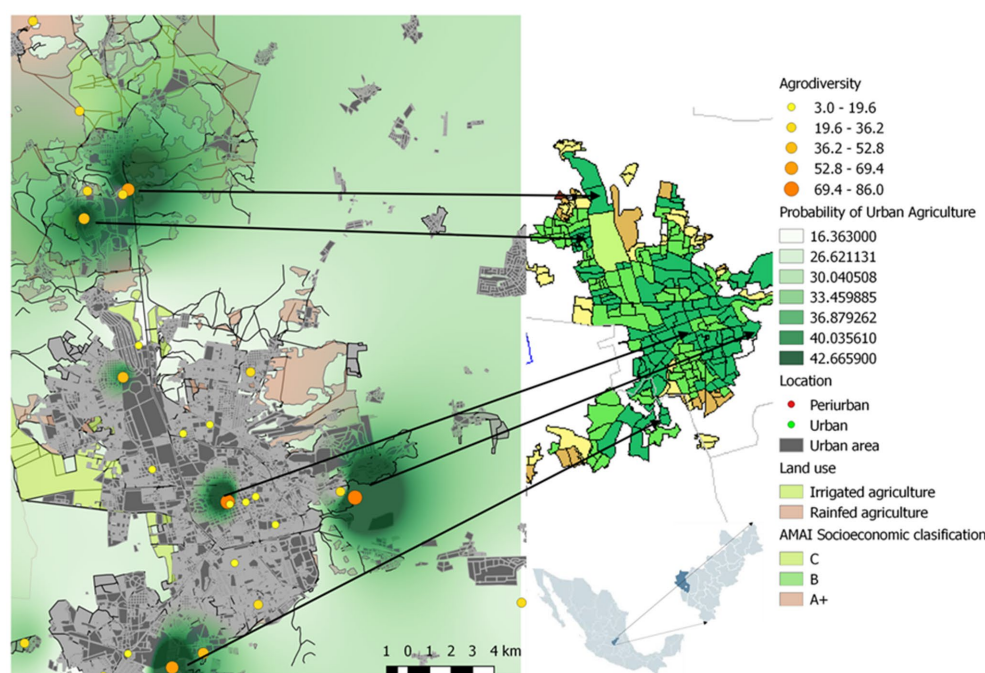 Agrodiversity
3.0 - 19.6
19.6 - 36.2
36.2 - 52.8
52.8 - 69.4
69.4 - 86.0
Probability of Urban Agriculture
16.363000
26.621131
30.040508
33.459885
36.879262
40.035610
42.665900
Location
Periurban
Urban
Urban area
Land use
Irrigated agriculture
Rainfed agriculture
AMAI Socioeconomic clasification
C
B
A+
1 0 1 2 3 4 km